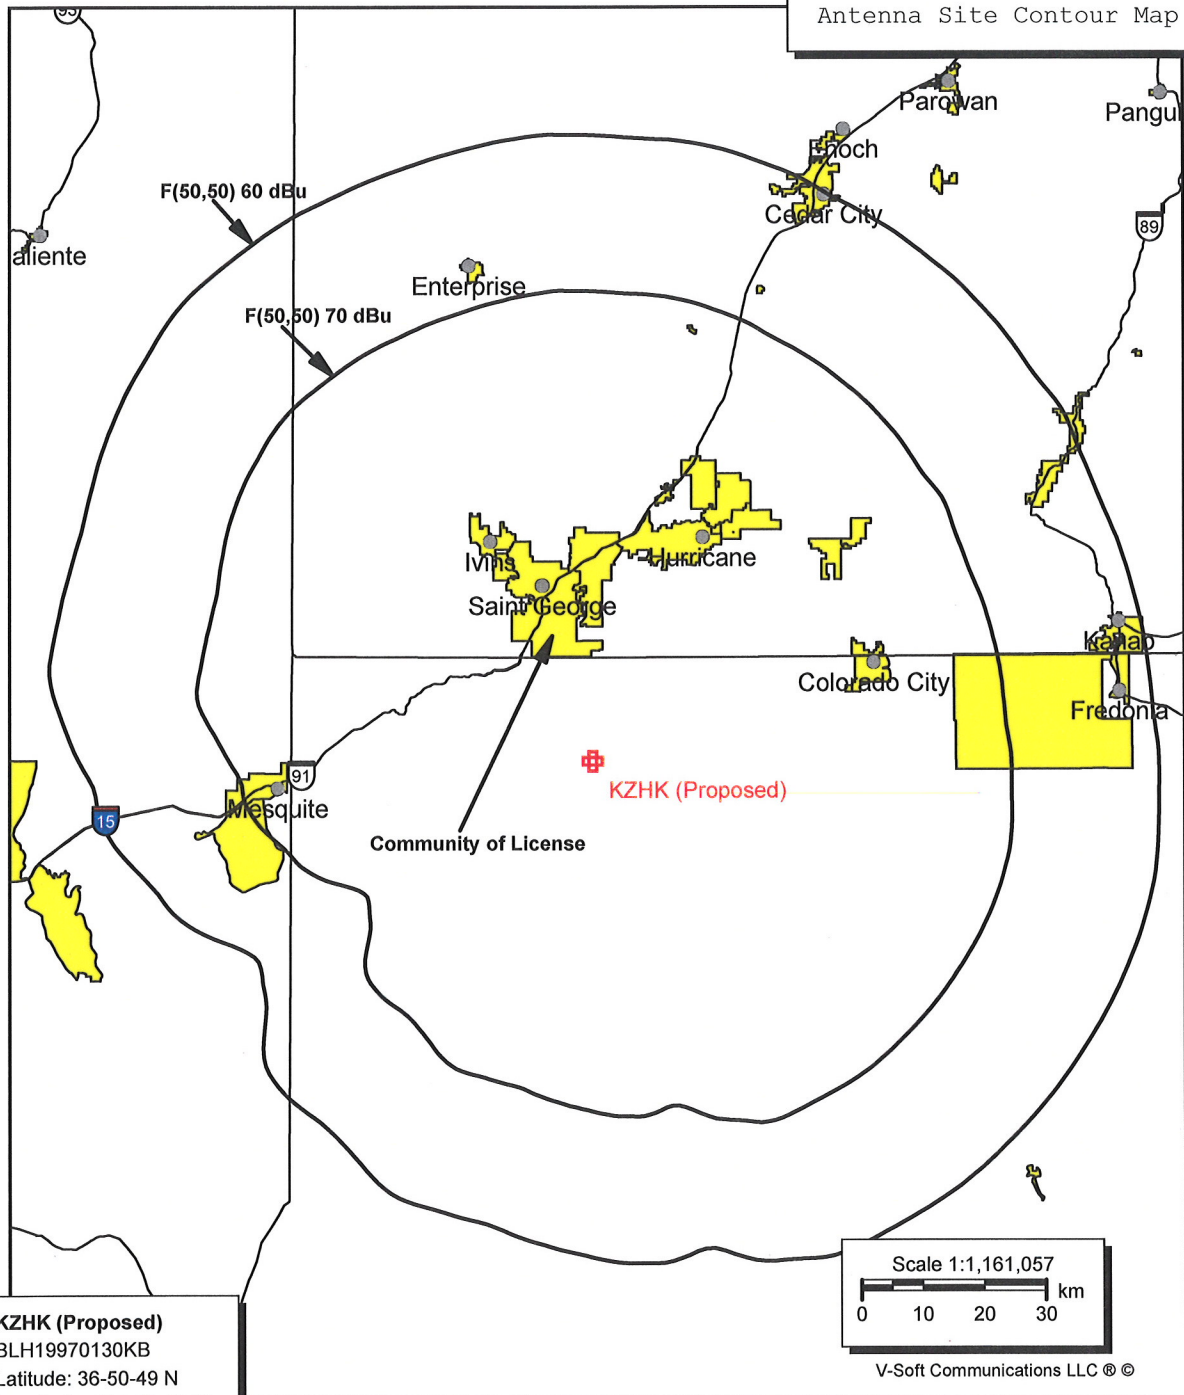 Antenna Site Contour Map
93
Parowan
Pangui
Enoch
F(50,50) 60 dBu
Cedar City
89
aliente
Enterprise
F(50,50) 70 dBu
Ivins
Hurricane
Saint George
Kanab
Colorado City
Fredonia
91
KZHK (Proposed)
Mesquite
15
Community of License
Scale 1:1,161,057
km
0 10 20 30
KZHK (Proposed)
BLH19970130KB
Latitude: 36-50-49 N
V-Soft Communications LLC ® ©